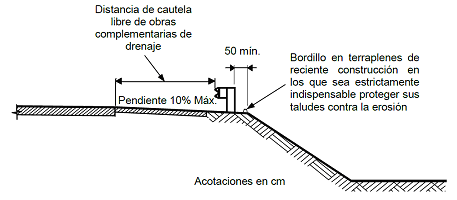 Distancia de cautela
libre de obras
complementarias de
drenaje
50 min.
Bordillo en terraplenes de
reciente construcción en
los que sea estrictamente
indispensable proteger sus
taludes contra la erosión
Pendiente 10% Máx.
Acotaciones en cm